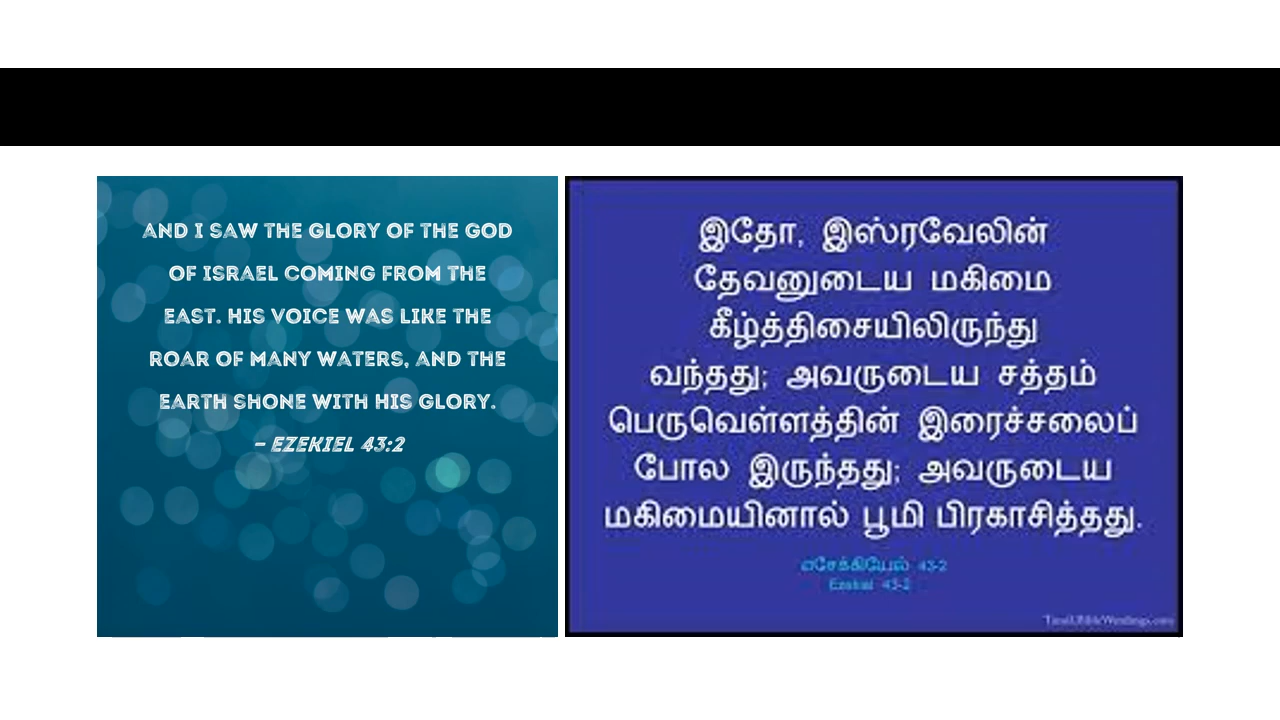 AND I SAW THE GLORY OF THE GOD
OF ISRAEL COMING FROM THE
EAST. HIS VOICE WAS LIKE THE
ROAR OF MANY WATERS, AND THE
EARTH SHONE WITH HIS GLORY.
– EZEKIEL 43:2
இதோ, இஸ்ரவேலின்
தேவனுடைய மகிமை
கீழ்த்திசையிலிருந்து
வந்தது; அவருடைய சத்தம்
பெருவெள்ளத்தின் இரைச்சலைப்
போல இருந்தது; அவருடைய
மகிமையினால் பூமி பிரகாசித்தது.
எசேக்கியேல் 43-2
Ezekiel 43-2